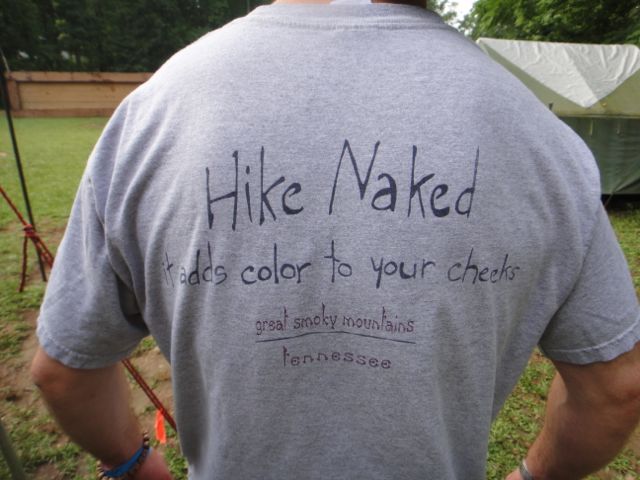 Hike Naked
it adds color to your cheeks
great smoky mountains
tennessee